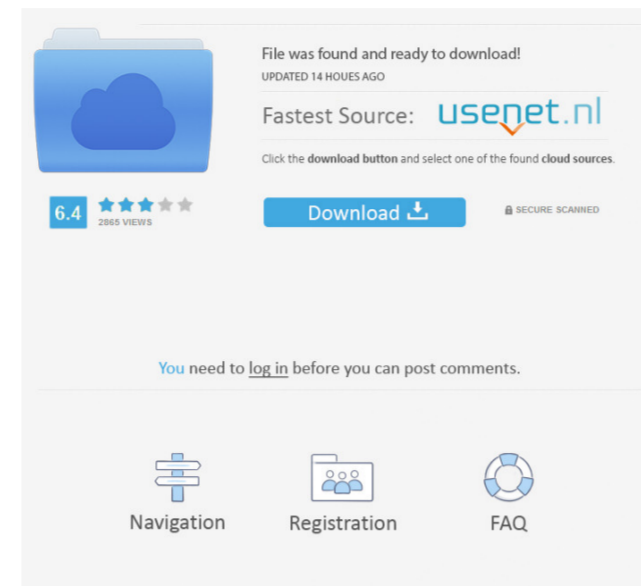 File was found and ready to download!
UPDATED 14 HOUES AGO
Fastest Source: usenet.nl
Click the download button and select one of the found cloud sources.
6.4
2865 VIEWS
Download
SECURE SCANNED
You need to log in before you can post comments.
Navigation
Registration
FAQ